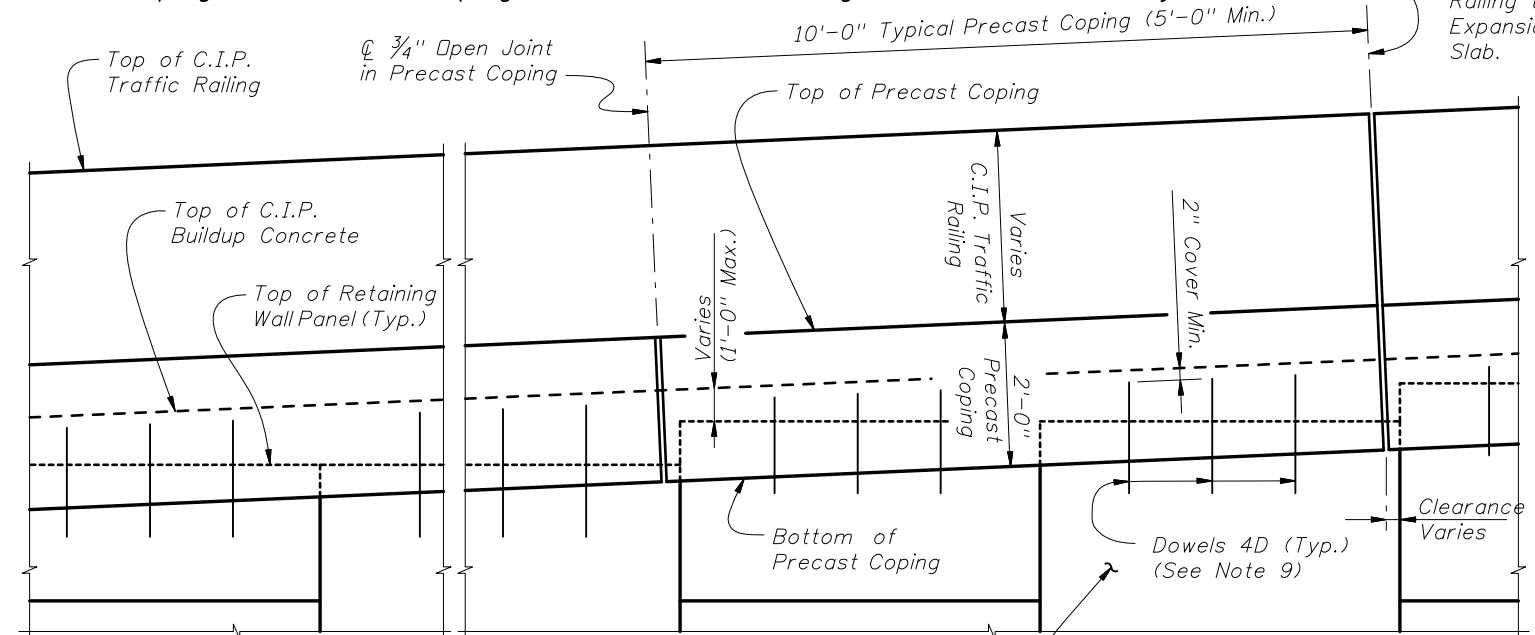 10'-0" Typical Precast Coping (5'-0" Min.)
Railing
Slab.
℄ ¾" Open Joint
in Precast Coping
Top of C.I.P.
Traffic Railing
Top of Precast Coping
Top of C.I.P.
Buildup Concrete
Top of Retaining
Wall Panel (Typ.)
Varies
(1'-0" Max.)
Varies
C.I.P. Traffic
Railing
2" Cover Min.
2'-0"
Precast
Coping
Bottom of
Precast Coping
Dowels 4D (Typ.)
(See Note 9)
Clearance
Varies